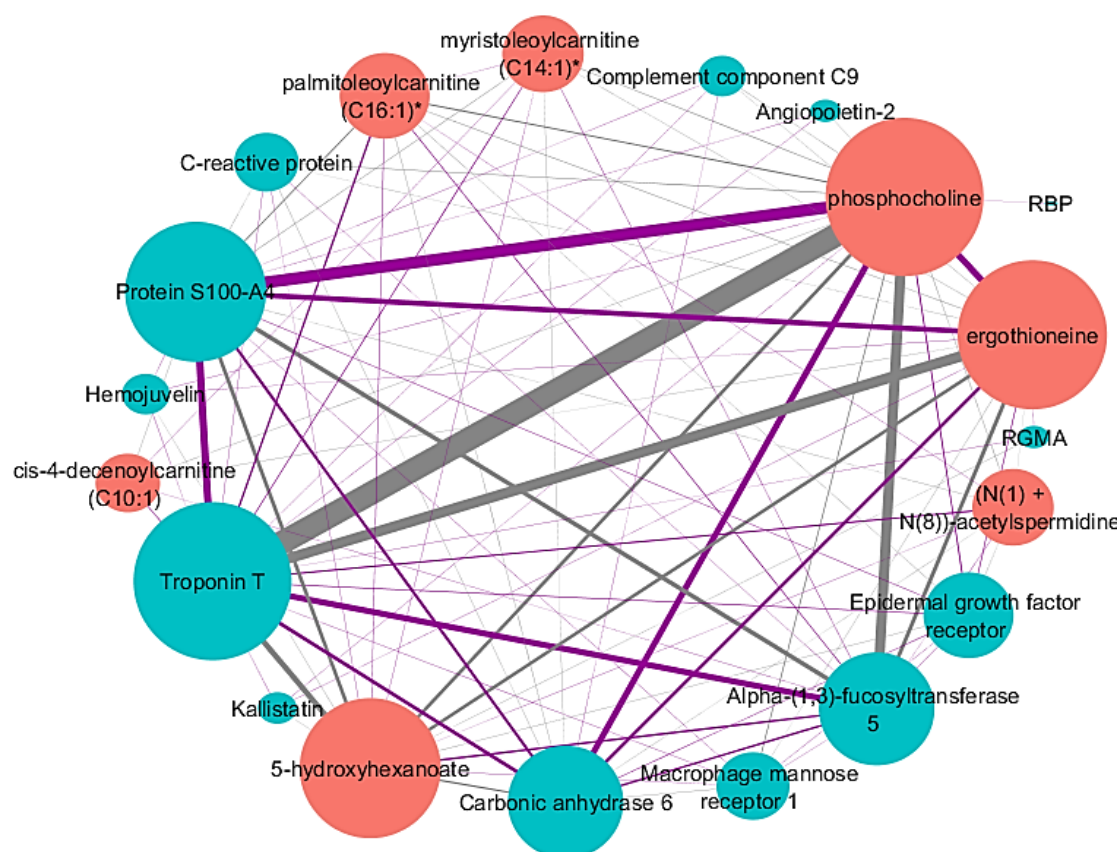 myristoleoylcarnitine
(C14:1)*
palmitoleoylcarnitine
(C16:1)*
Complement component C9
Angiopoietin-2
C-reactive protein
phosphocholine
RBP
Protein S100-A4
ergothioneine
Hemojuvelin
RGMA
cis-4-decenoylcarnitine
(C10:1)
(N(1) +
N(8))-acetylspermidine
Troponin T
Epidermal growth factor
receptor
Kallistatin
Alpha-(1,3)-fucosyltransferase
5
5-hydroxyhexanoate
Carbonic anhydrase 6
Macrophage mannose
receptor 1